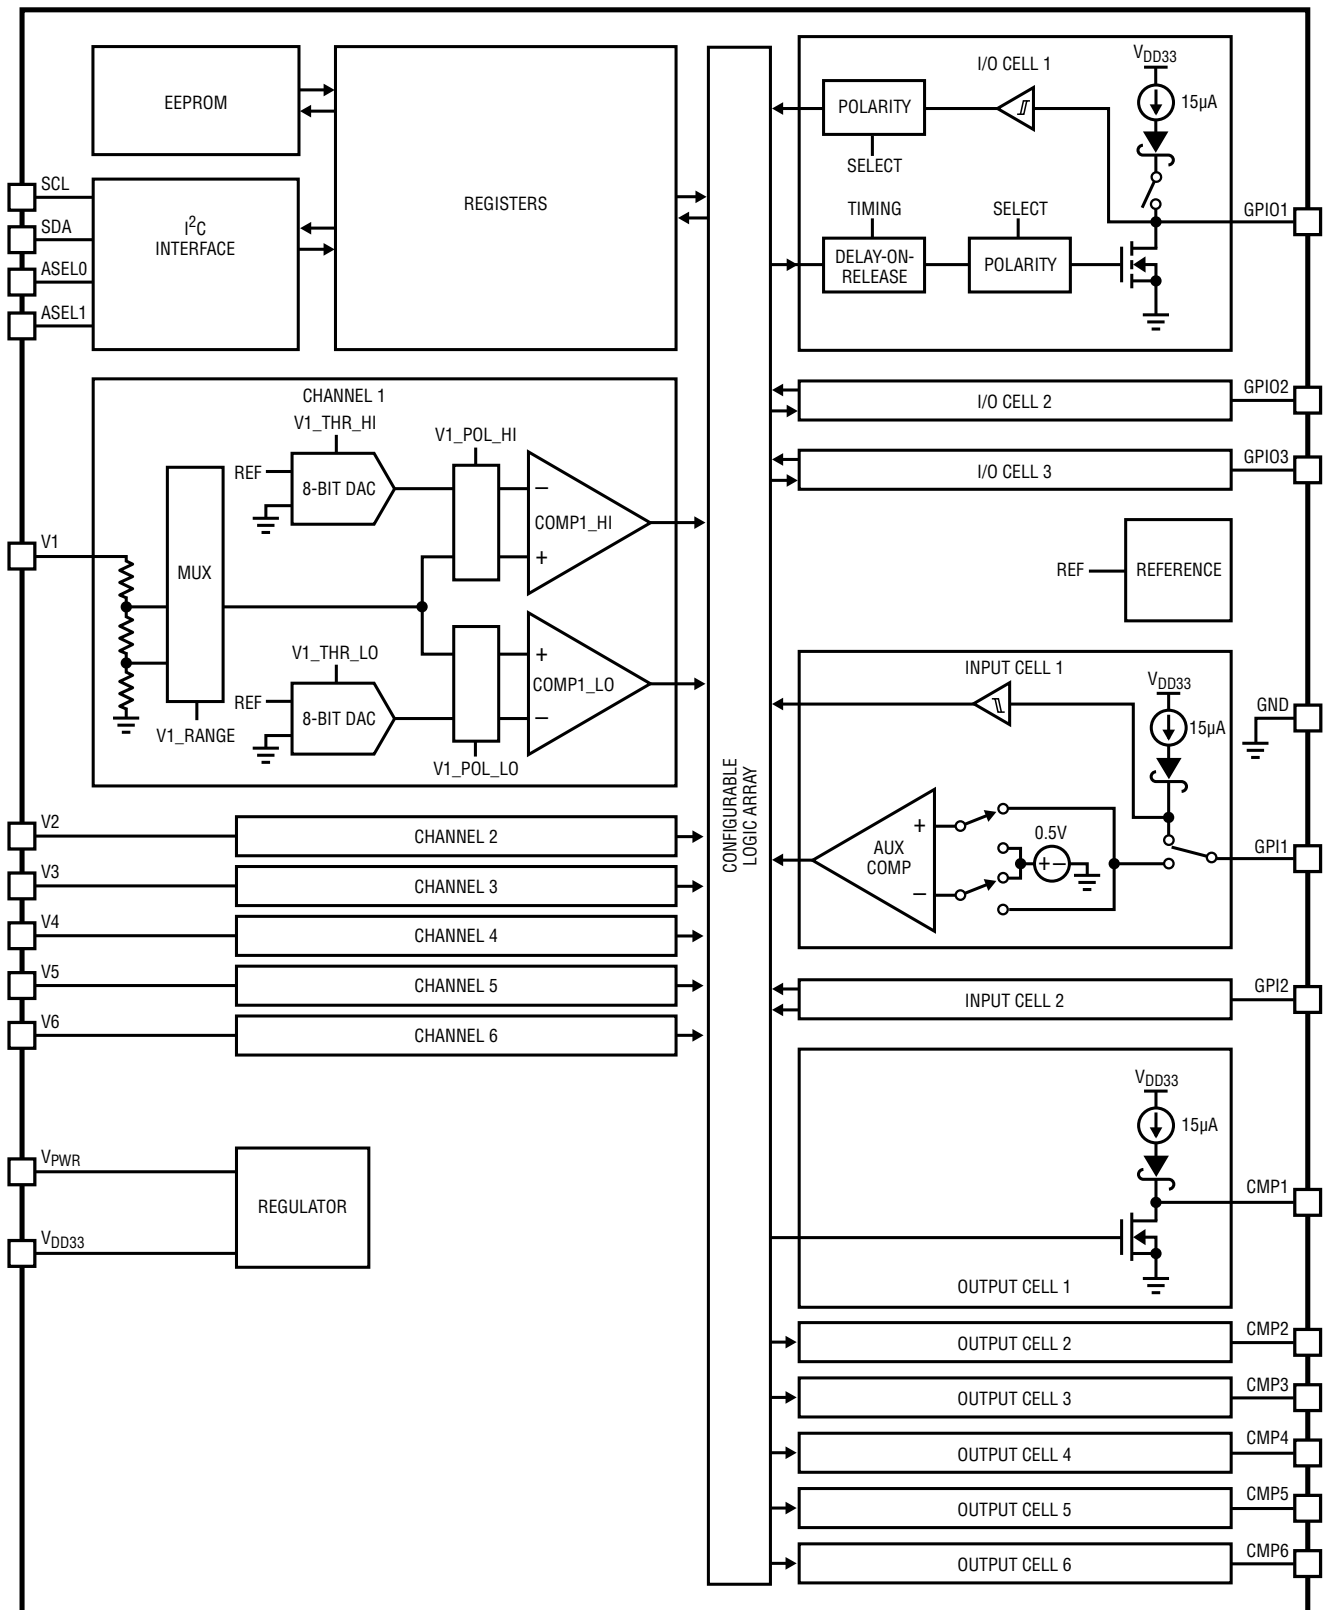 EEPROM
SCL
SDA
ASEL0
ASEL1
I²C
INTERFACE
REGISTERS
CHANNEL 1
V1_THR_HI
REF
8-BIT DAC
V1_POL_HI
−
COMP1_HI
+
V1
MUX
V1_RANGE
V1_THR_LO
REF
8-BIT DAC
+
COMP1_LO
−
V1_POL_LO
V2
CHANNEL 2
V3
CHANNEL 3
V4
CHANNEL 4
V5
CHANNEL 5
V6
CHANNEL 6
VPWR
VDD33
REGULATOR
CONFIGURABLE
LOGIC ARRAY
I/O CELL 1
VDD33
15µA
POLARITY
SELECT
TIMING
DELAY-ON-
RELEASE
SELECT
POLARITY
GPIO1
I/O CELL 2
GPIO2
I/O CELL 3
GPIO3
REF
REFERENCE
INPUT CELL 1
VDD33
15µA
GND
AUX
COMP
+
−
0.5V
+−
GPI1
INPUT CELL 2
GPI2
VDD33
15µA
CMP1
OUTPUT CELL 1
OUTPUT CELL 2
CMP2
OUTPUT CELL 3
CMP3
OUTPUT CELL 4
CMP4
OUTPUT CELL 5
CMP5
OUTPUT CELL 6
CMP6